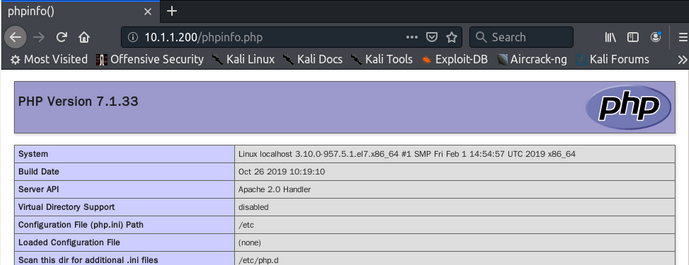 phpinfo()
10.1.1.200/phpinfo.php
Search
Most Visited Offensive Security Kali Linux Kali Docs Kali Tools Exploit-DB Aircrack-ng Kali Forums
PHP Version 7.1.33
php
System Linux localhost 3.10.0-957.5.1.el7.x86_64 #1 SMP Fri Feb 1 14:54:57 UTC 2019 x86_64
Build Date Oct 26 2019 10:19:10
Server API Apache 2.0 Handler
Virtual Directory Support disabled
Configuration File (php.ini) Path /etc
Loaded Configuration File (none)
Scan this dir for additional .ini files /etc/php.d